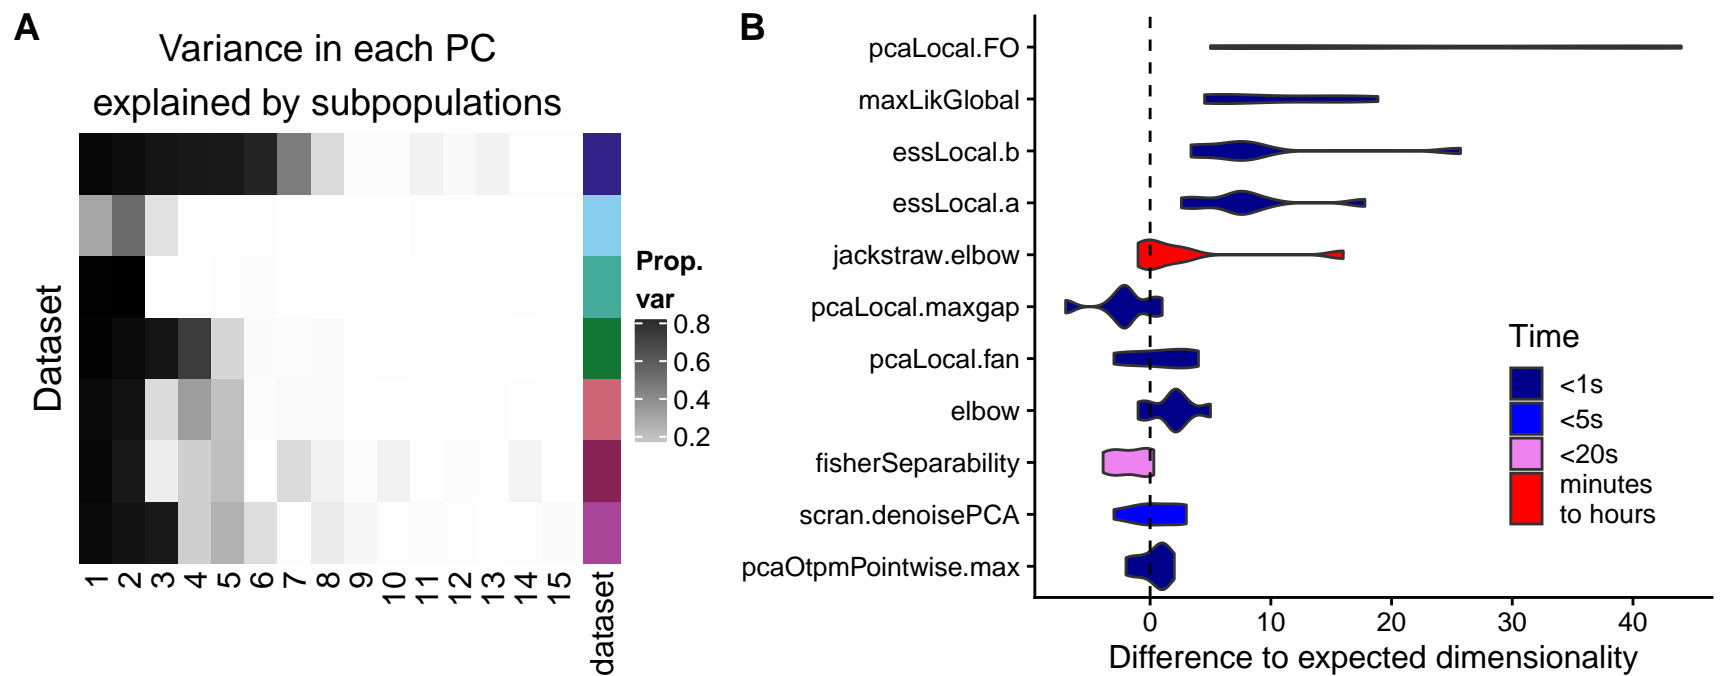 A
Variance in each PC
explained by subpopulations
Dataset
1 2 3 4 5 6 7 8 9 10 11 12 13 14 15 dataset
Prop.
var
0.8
0.6
0.4
0.2
B
pcaLocal.FO
maxLikGlobal
essLocal.b
essLocal.a
jackstraw.elbow
pcaLocal.maxgap
pcaLocal.fan
elbow
fisherSeparability
scran.denoisePCA
pcaOtpmPointwise.max
0 10 20 30 40
Difference to expected dimensionality
Time
<1s
<5s
<20s
minutes
to hours